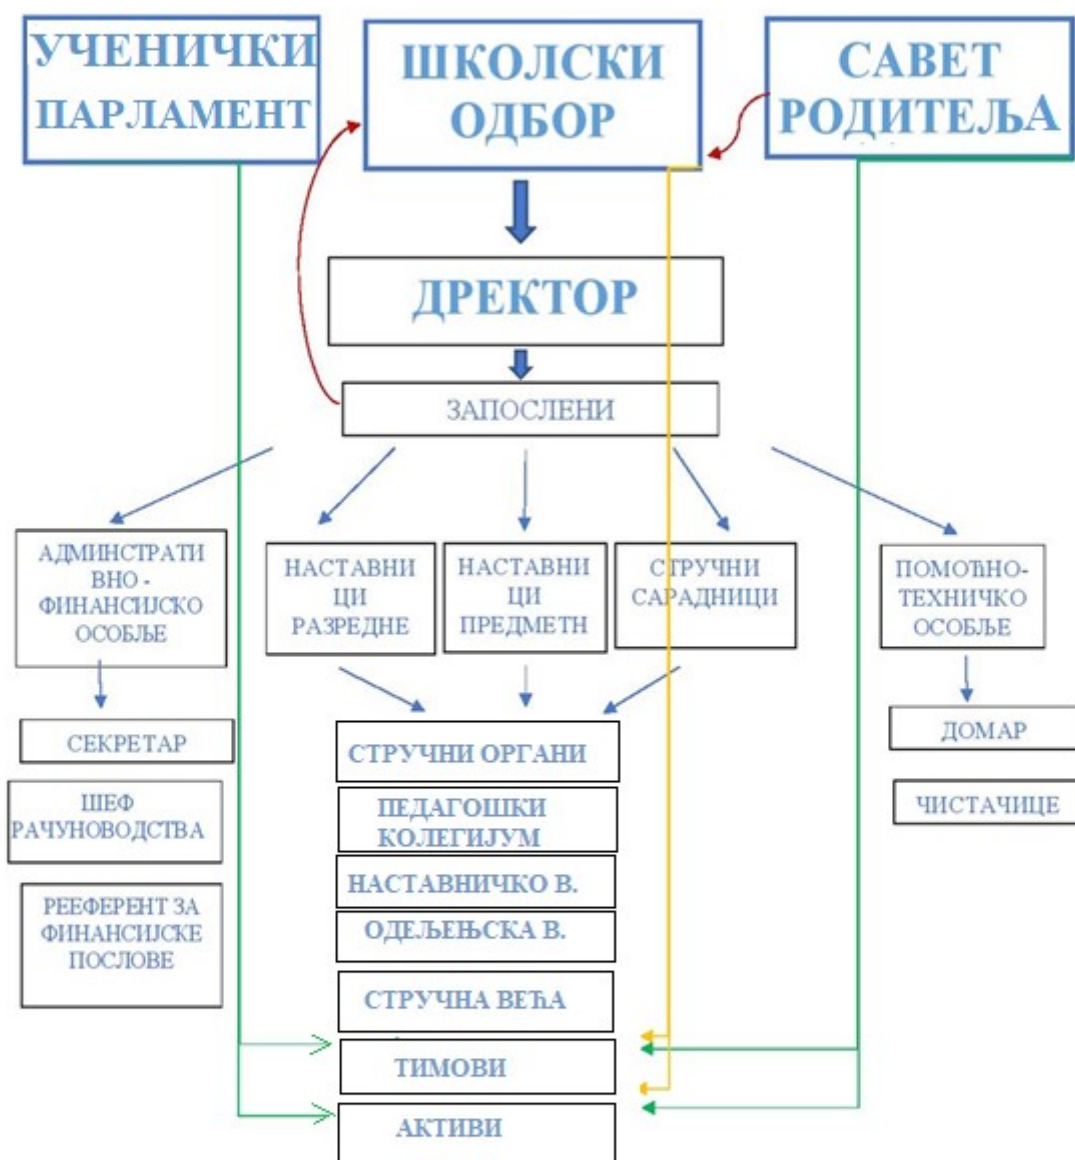 УЧЕНИЧКИ
ПАРЛАМЕНТ
ШКОЛСКИ
ОДБОР
САВЕТ
РОДИТЕЉА
ДРЕКТОР
ЗАПОСЛЕНИ
АДМИНСТРАТИ
ВНО -
ФИНАНСИЈСКО
ОСОБЉЕ
НАСТАВНИ
ЦИ
РАЗРЕДНЕ
НАСТАВНИ
ЦИ
ПРЕДМЕТН
СТРУЧНИ
САРАДНИЦИ
ПОМОЋНО-
ТЕХНИЧКО
ОСОБЉЕ
СЕКРЕТАР
ШЕФ
РАЧУНОВОДСТВА
РЕЕФЕРЕНТ ЗА
ФИНАНСИЈСКЕ
ПОСЛОВЕ
СТРУЧНИ ОРГАНИ
ПЕДАГОШКИ
КОЛЕГИЈУМ
НАСТАВНИЧКО В.
ОДЕЉЕЊСКА В.
СТРУЧНА ВЕЋА
ТИМОВИ
АКТИВИ
ДОМАР
ЧИСТАЧИЦЕ